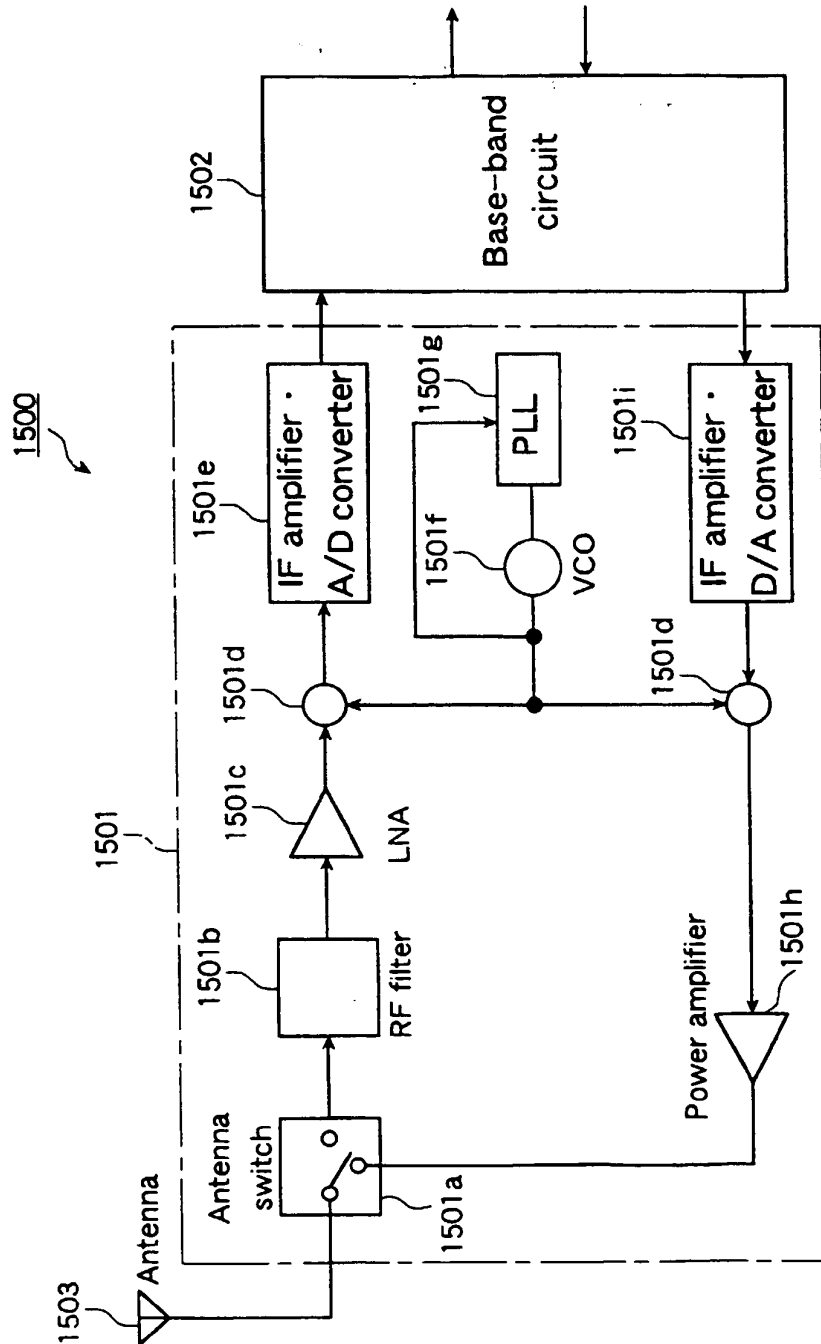 1500
1501
1502
1503
Antenna
Antenna
switch
1501a
1501b
RF filter
1501c
LNA
1501d
1501e
IF amplifier ·
A/D converter
1501f
VCO
1501g
PLL
Base-band
circuit
1501i
IF amplifier ·
D/A converter
1501d
Power amplifier
1501h